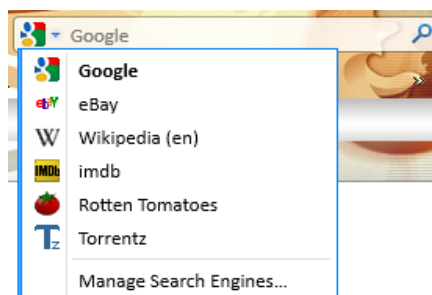 Google
Google
eBay
Wikipedia (en)
imdb
Rotten Tomatoes
Torrentz
Manage Search Engines...